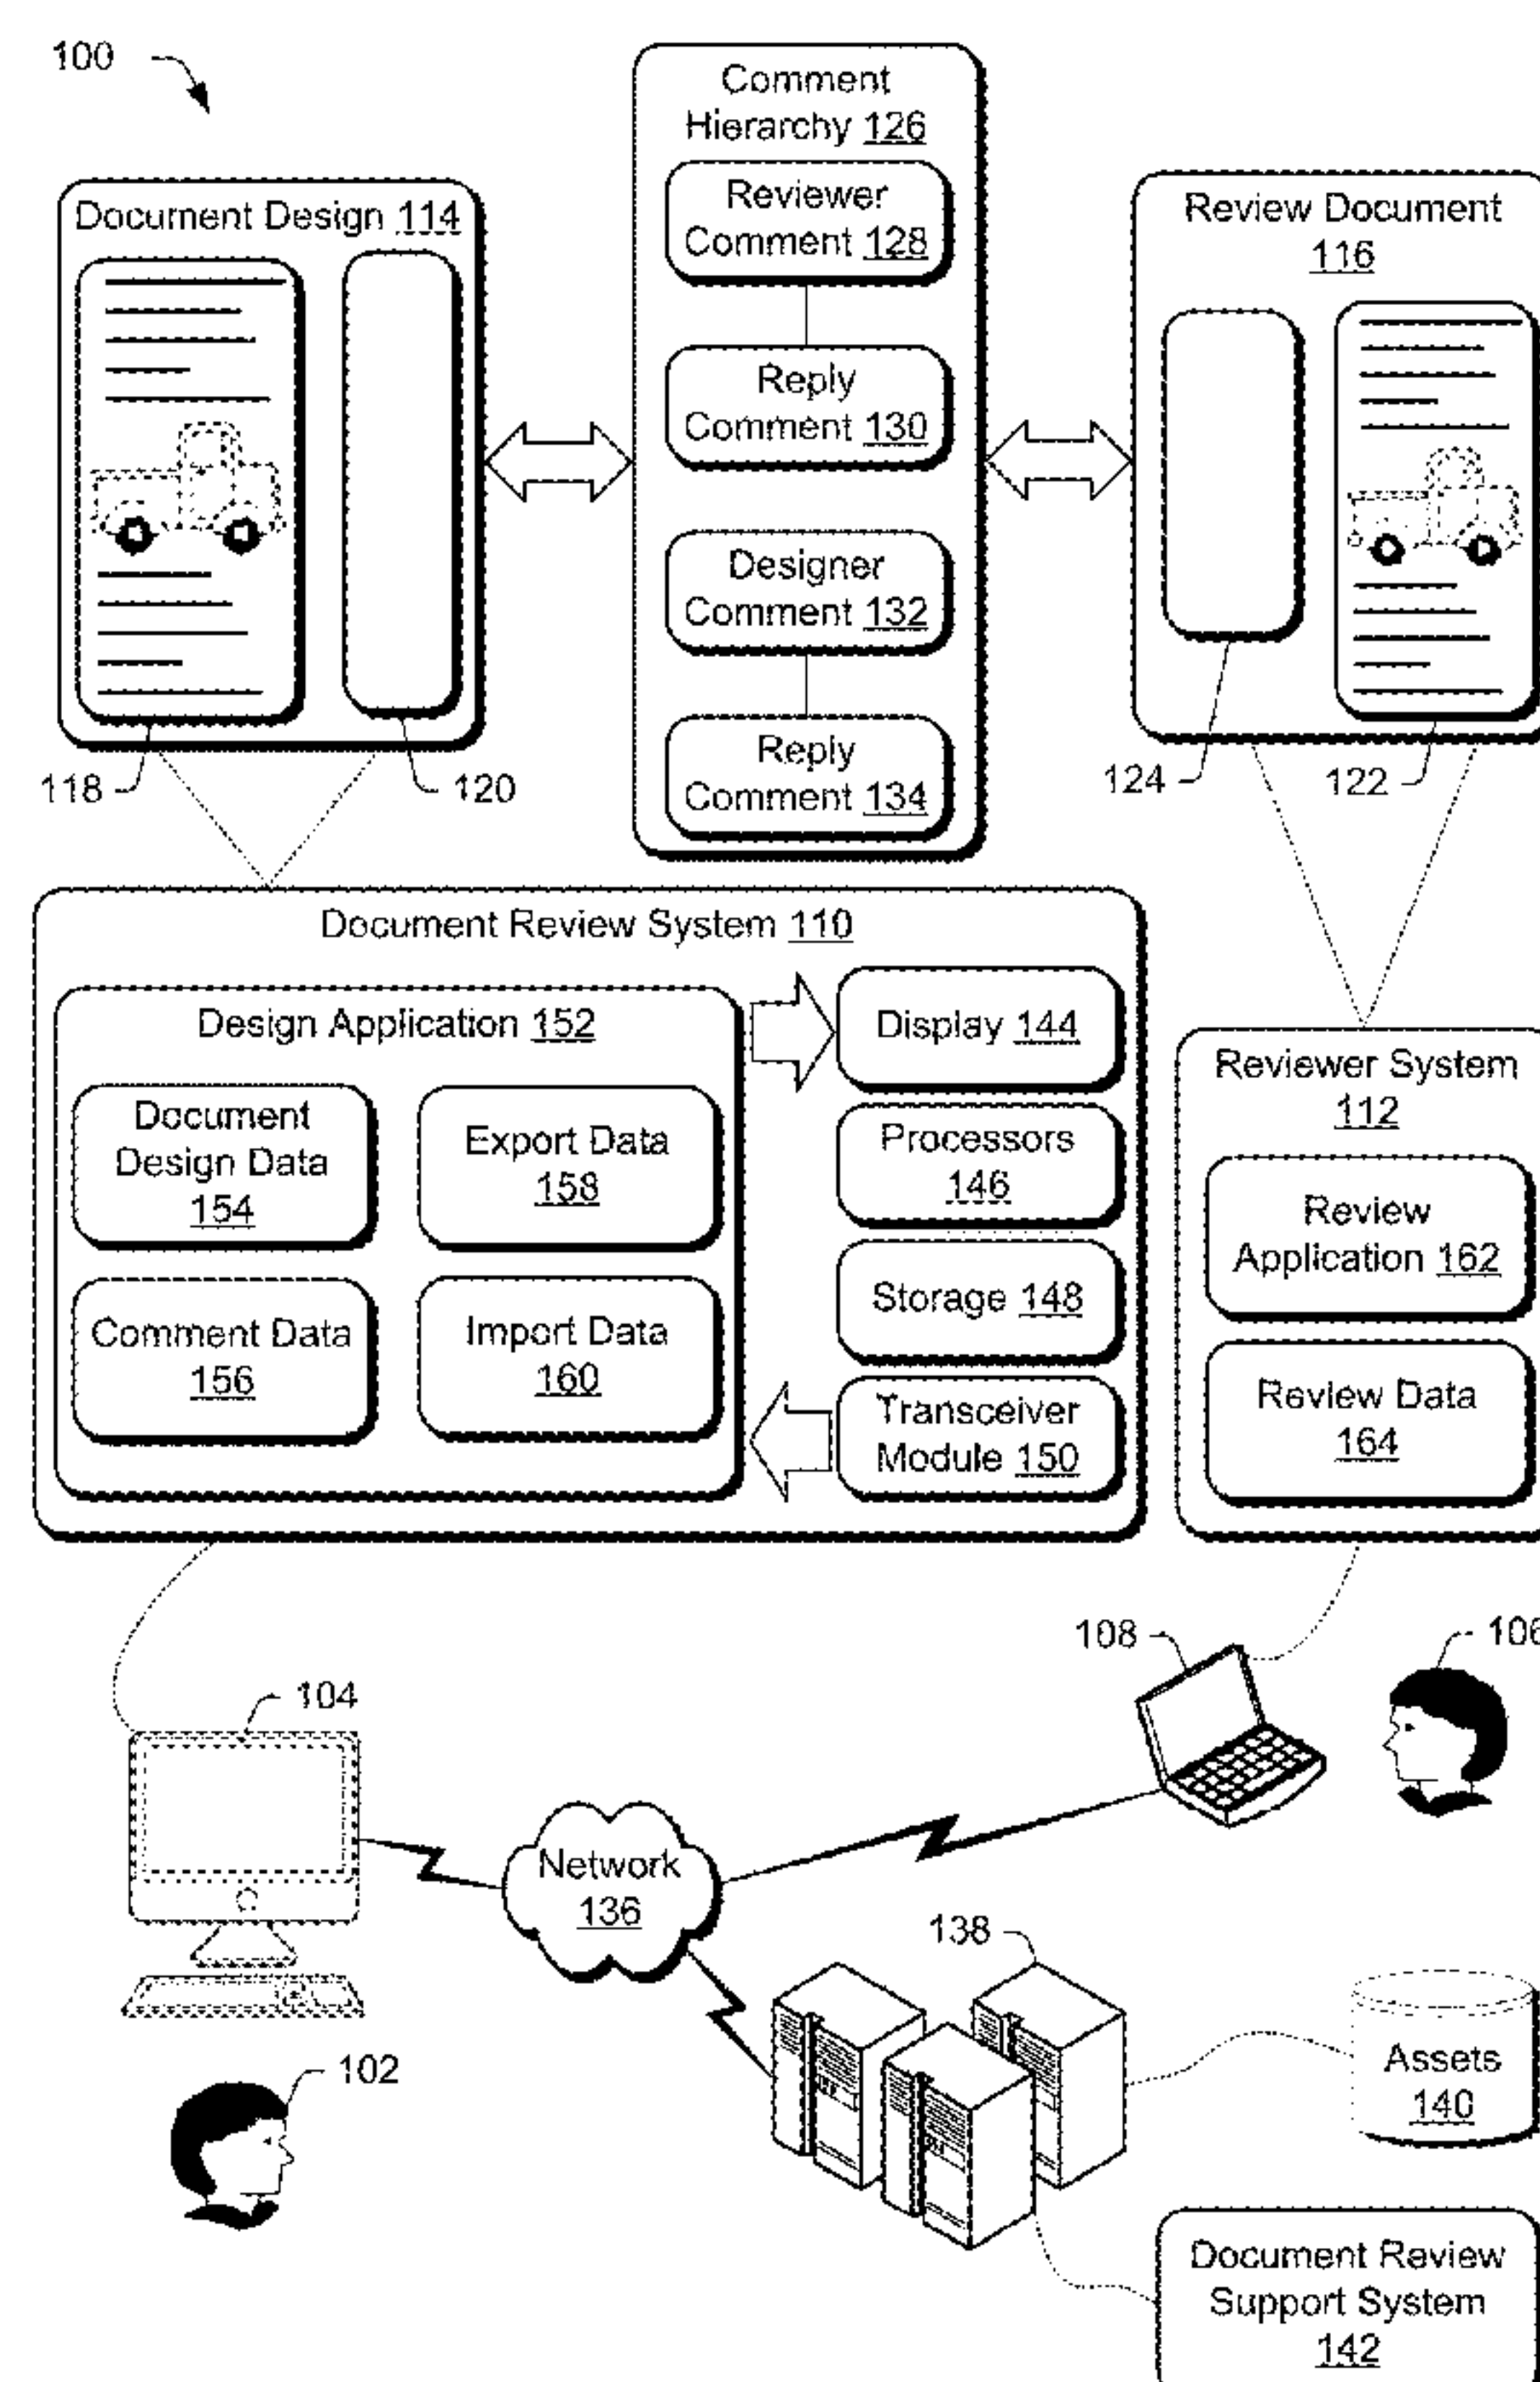 100
Comment
Hierarchy 126
Reviewer
Comment 128
Reply
Comment 130
Designer
Comment 132
Reply
Comment 134
Document Design 114
118
120
Review Document
116
124
122
Document Review System 110
Design Application 152
Document
Design Data
154
Export Data
158
Comment Data
156
Import Data
160
Display 144
Processors
146
Storage 148
Transceiver
Module 150
Reviewer System
112
Review
Application 162
Review Data
164
108
106
104
Network
136
138
102
Assets
140
Document Review
Support System
142